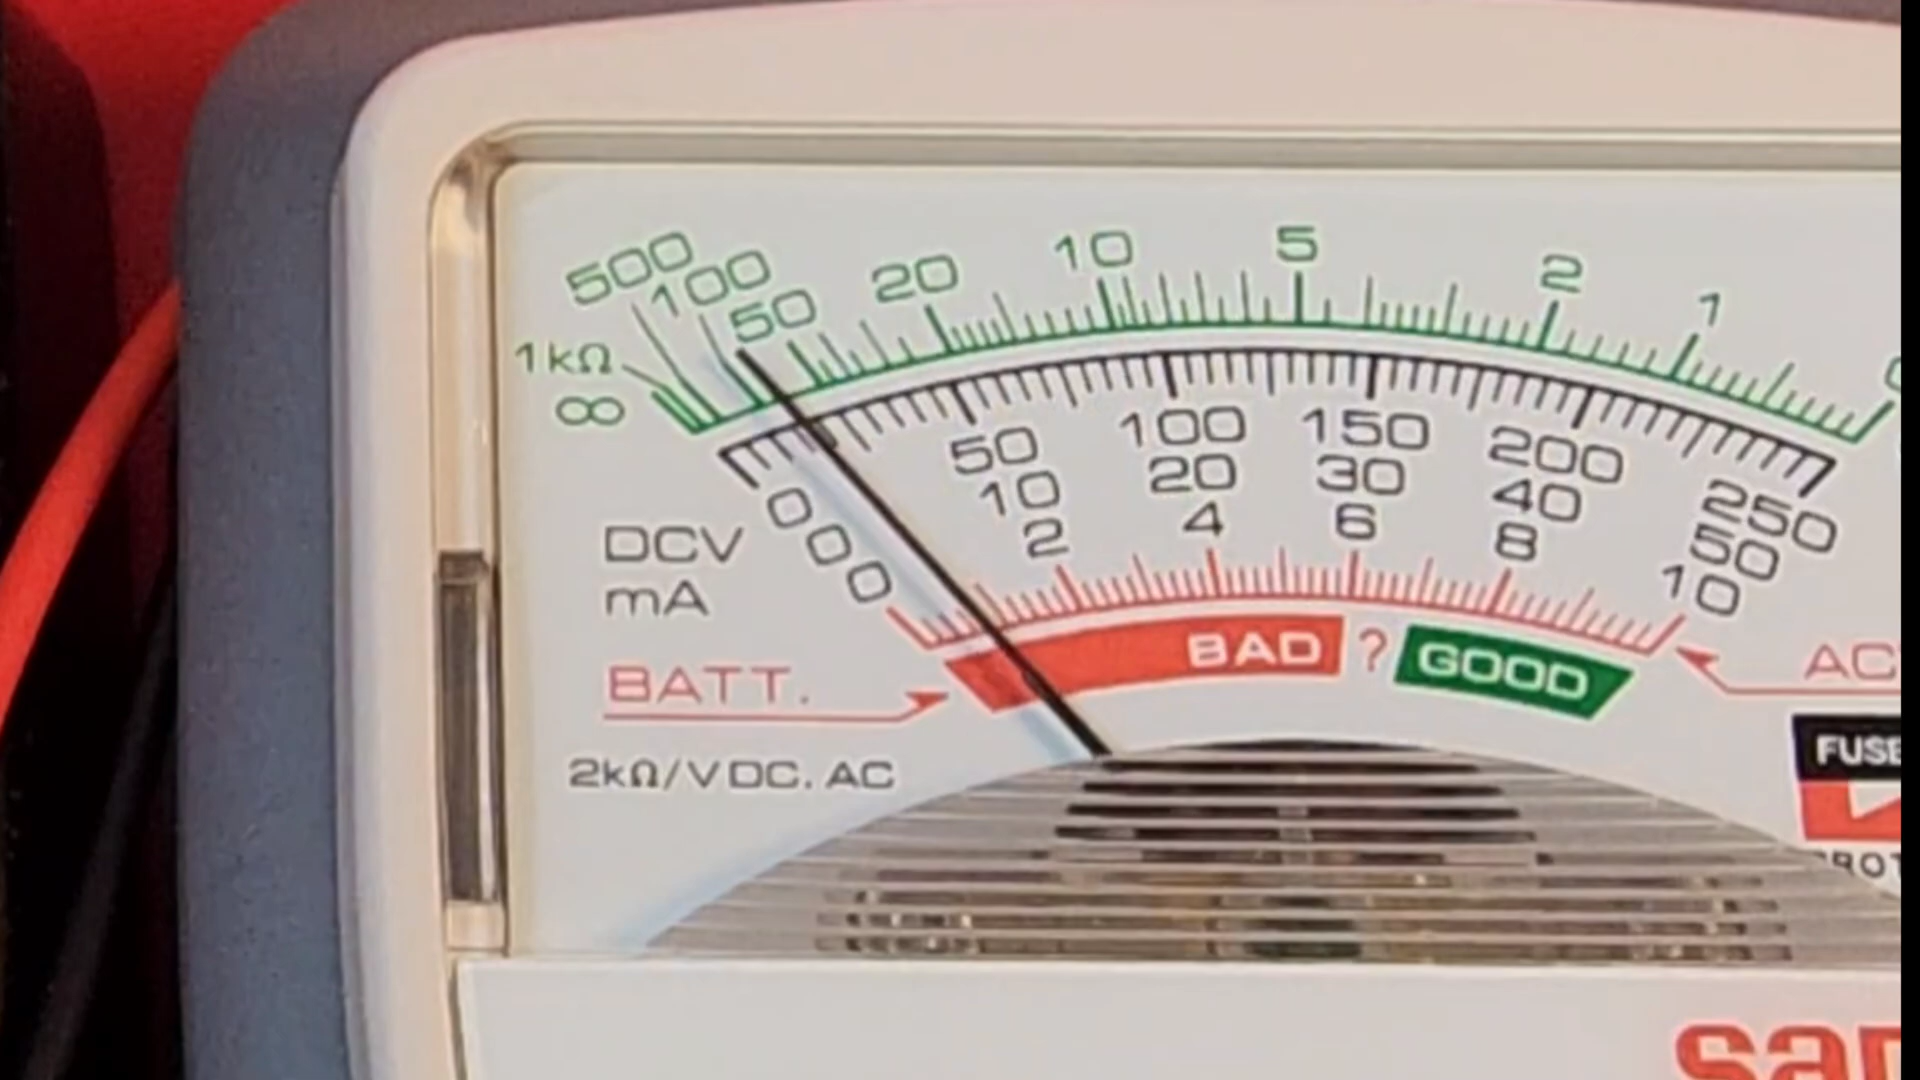 500 100 50 20 10 5 2 1
1kΩ
∞
0 50 100 150 200 250
0 10 20 30 40 50
0 2 4 6 8 10
DCV
mA
BAD ? GOOD
BATT.
AC
2kΩ/V DC. AC
FUSE